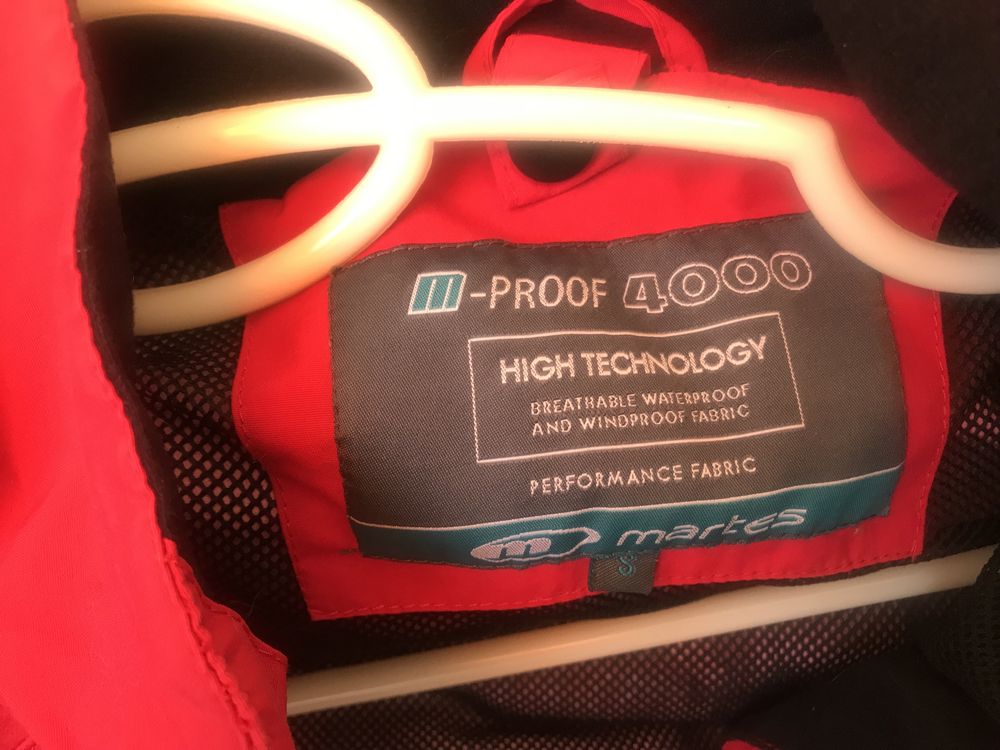 m-PROOF 4000
HIGH TECHNOLOGY
BREATHABLE WATERPROOF
AND WINDPROOF FABRIC
PERFORMANCE FABRIC
m martes
S